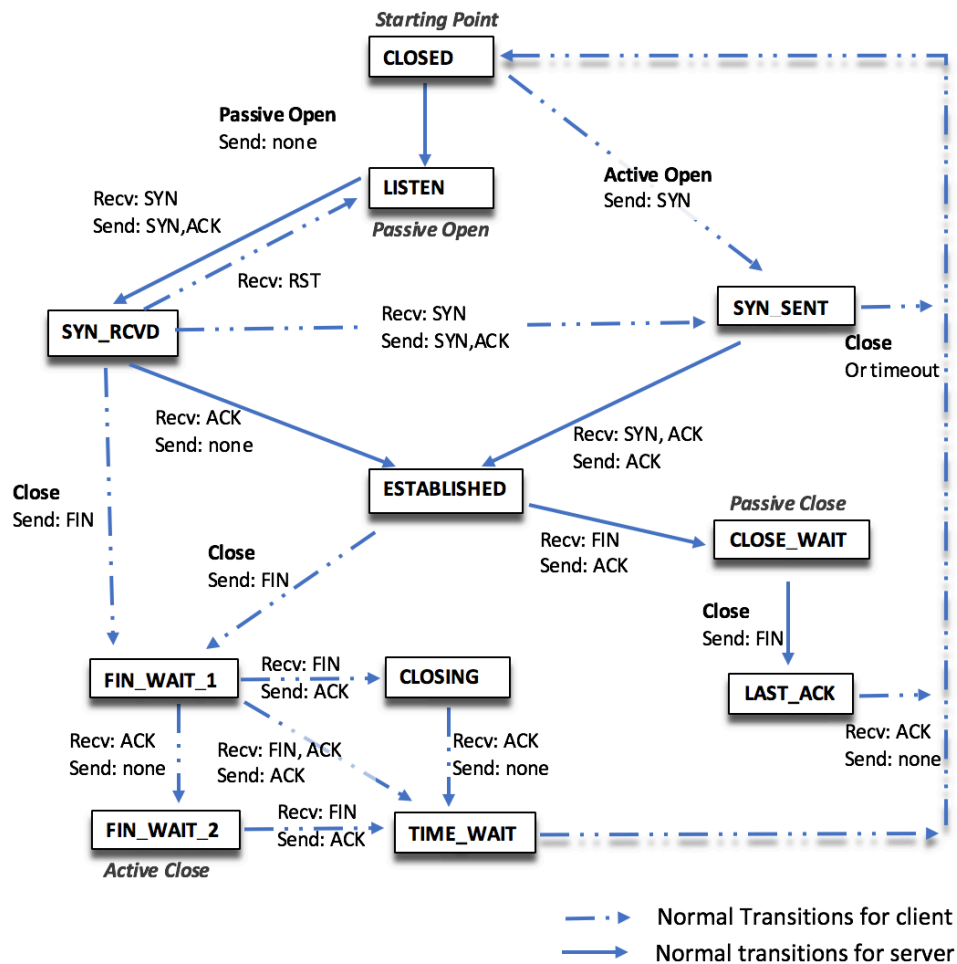 Starting Point
CLOSED
Passive Open
Send: none
LISTEN
Passive Open
Active Open
Send: SYN
Recv: SYN
Send: SYN,ACK
Recv: RST
SYN_RCVD
Recv: SYN
Send: SYN,ACK
SYN_SENT
Close
Or timeout
Recv: ACK
Send: none
Recv: SYN, ACK
Send: ACK
Close
Send: FIN
ESTABLISHED
Passive Close
CLOSE_WAIT
Recv: FIN
Send: ACK
Close
Send: FIN
Close
Send: FIN
FIN_WAIT_1
Recv: FIN
Send: ACK
CLOSING
LAST_ACK
Recv: ACK
Send: none
Recv: ACK
Send: none
Recv: FIN, ACK
Send: ACK
Recv: ACK
Send: none
FIN_WAIT_2
Active Close
Recv: FIN
Send: ACK
TIME_WAIT
Normal Transitions for client
Normal transitions for server